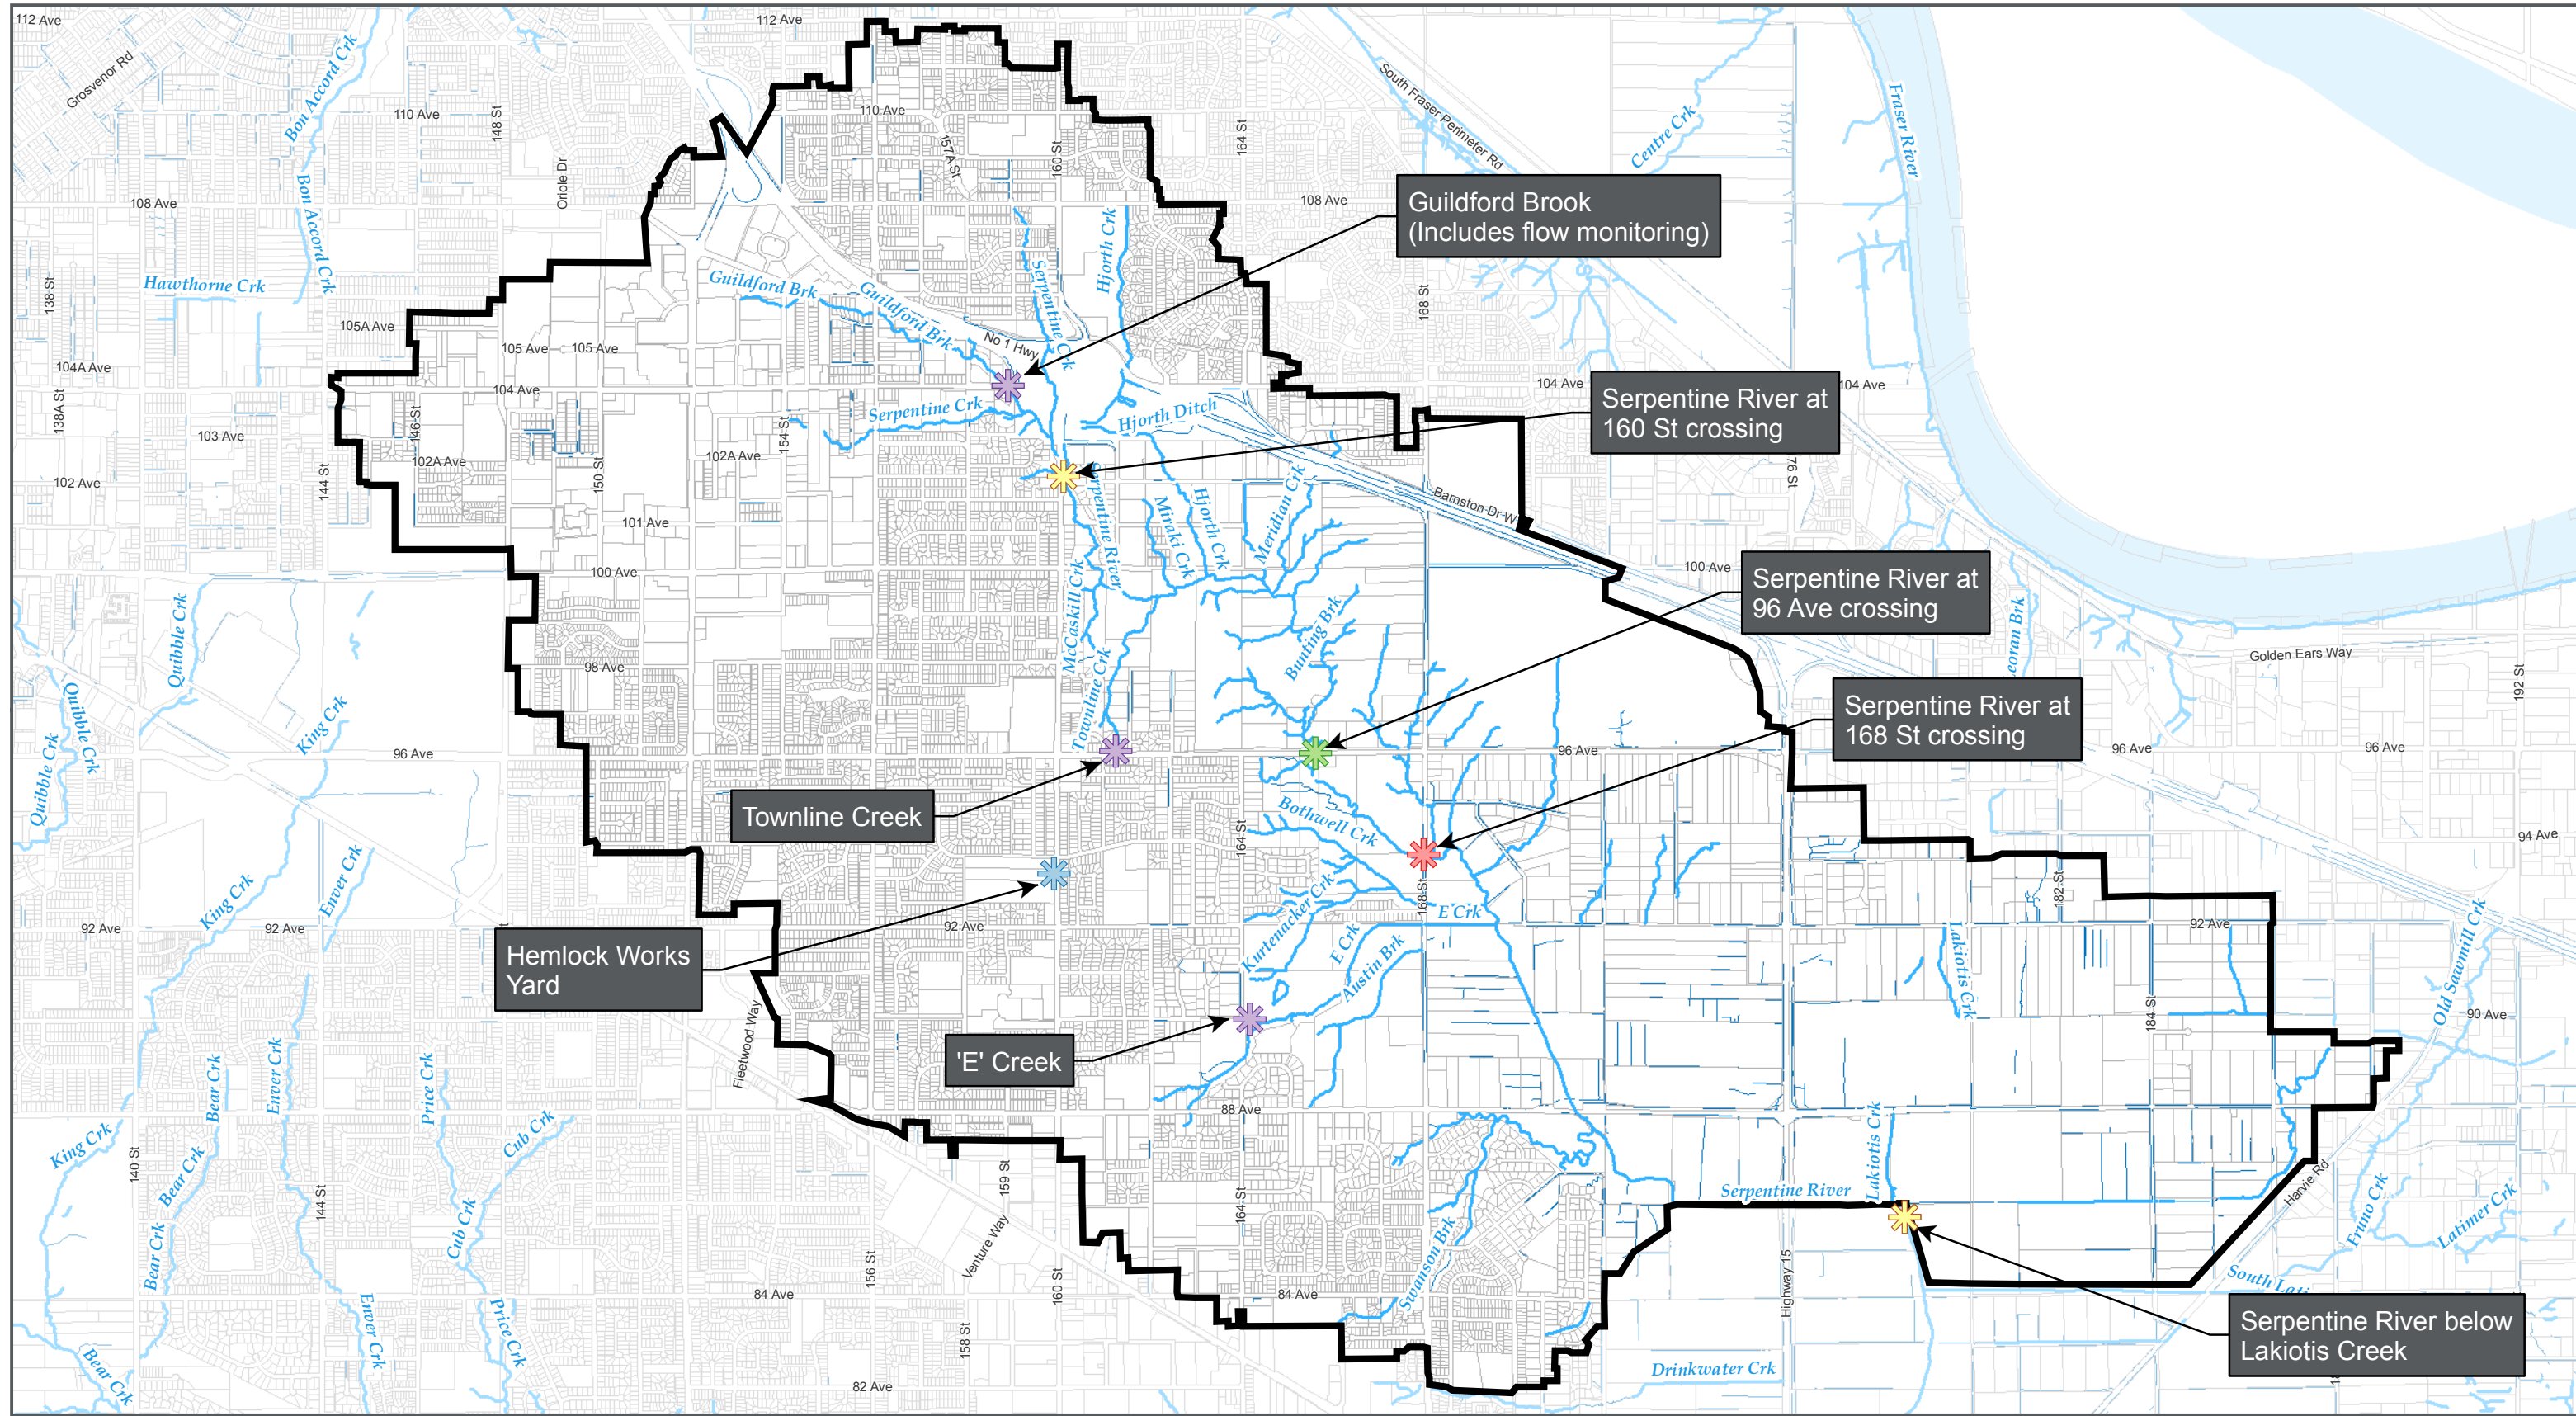 112 Ave
112 Ave
Grosvenor Rd
Bon Accord Crk
110 Ave
148 St
110 Ave
157A St
160 St
164 St
South Fraser Perimeter Rd
Centre Crk
Fraser River
Oriole Dr
Bon Accord Crk
108 Ave
108 Ave
Guildford Brook
(Includes flow monitoring)
Hawthorne Crk
138 St
Guildford Brk
Guildford Brk
Serpentine Crk
Hjorth Crk
168 St
105A Ave
105 Ave
105 Ave
No 1 Hwy
104A Ave
104 Ave
104 Ave
104 Ave
138A St
Serpentine River at
160 St crossing
Serpentine Crk
Hjorth Ditch
103 Ave
146 St
154 St
102A Ave
102A Ave
102 Ave
144 St
150 St
76 St
Barnston Dr W
101 Ave
Serpentine River
Miraki Crk
Hjorth Crk
Meridian Crk
100 Ave
100 Ave
Serpentine River at
96 Ave crossing
Quibble Crk
McCaskill Crk
Bunting Brk
eoran Brk
Golden Ears Way
98 Ave
192 St
Quibble Crk
Quibble Crk
King Crk
Townline Crk
Serpentine River at
168 St crossing
96 Ave
96 Ave
96 Ave
96 Ave
Townline Creek
Bothwell Crk
164 St
94 Ave
Enver Crk
King Crk
Kurtenacker Crk
168 St
E Crk
182 St
92 Ave
92 Ave
92 Ave
92 Ave
Hemlock Works
Yard
E Crk
Austin Brk
Lakiotis Crk
Old Sawmill Crk
184 St
90 Ave
Fleetwood Way
'E' Creek
Bear Crk
Enver Crk
Price Crk
88 Ave
King Crk
140 St
Bear Crk
Cub Crk
159 St
164 St
144 St
Lakiotis Crk
Serpentine River
Harvie Rd
Fruno Crk
Latimer Crk
Bear Crk
Cub Crk
156 St
Venture Way
160 St
Highway 15
Swanson Brk
South Lati
84 Ave
84 Ave
Enver Crk
Price Crk
158 St
Serpentine River below
Lakiotis Creek
Bear Crk
82 Ave
Drinkwater Crk